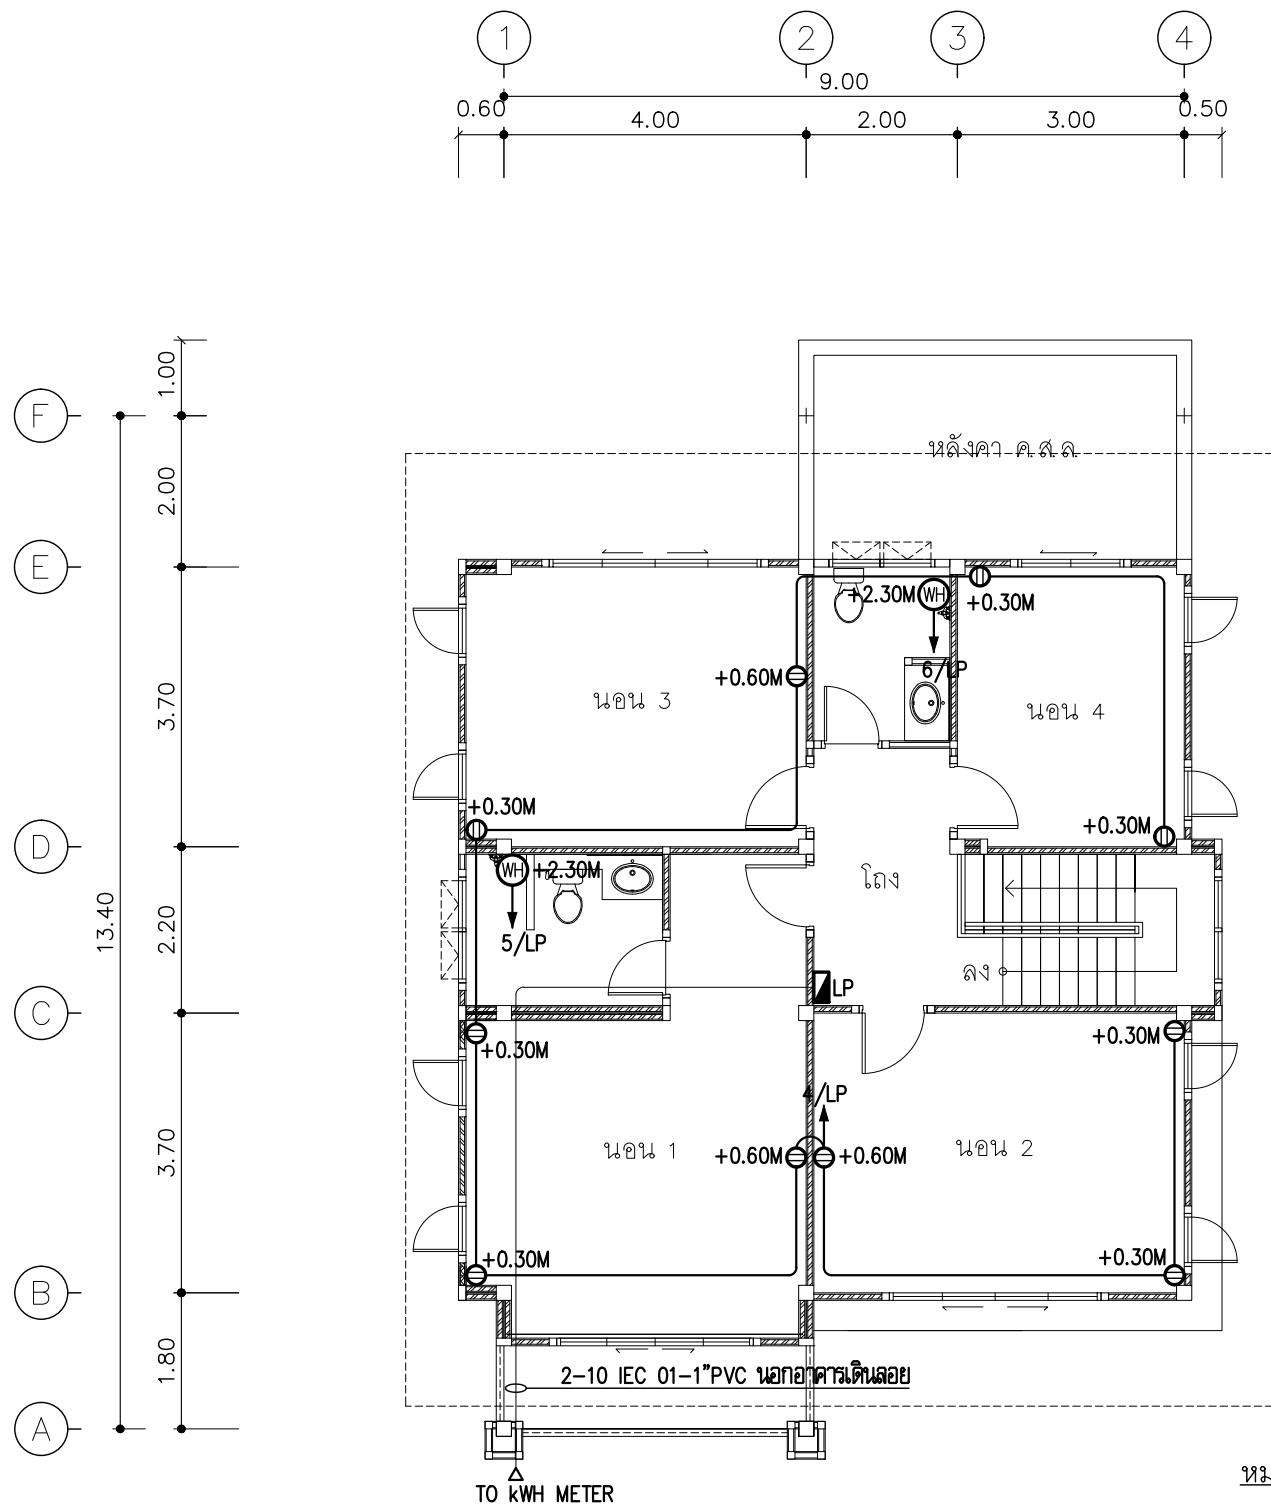 1 2 3 4
9.00
0.60 4.00 2.00 3.00 0.50
1.00
F
หลังคา ค.ส.ล.
2.00
E
+2.30M WH +0.30M
6/LP
+0.60M
3.70 นอน 3 นอน 4
+0.30M +0.30M
D
WH +2.30M โถง
13.40 2.20
5/LP
ลง
LP
C
+0.30M +0.30M
4/LP
3.70 นอน 1 +0.60M +0.60M นอน 2
+0.30M +0.30M
B
1.80
2-10 IEC 01-1"PVC นอกอาคารเดินลอย
A
TO kWH METER